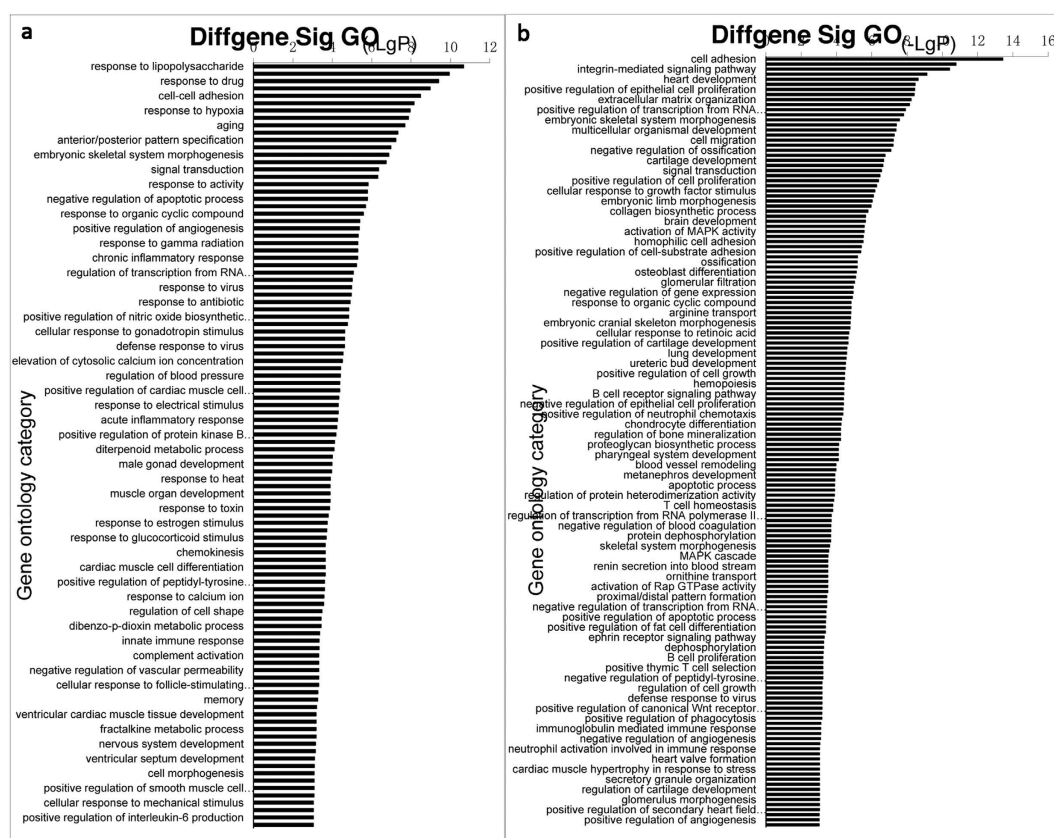 a
Diffgene Sig GO
(-LgP)
0 2 4 6 8 10 12
response to lipopolysaccharide
response to drug
cell-cell adhesion
response to hypoxia
aging
anterior/posterior pattern specification
embryonic skeletal system morphogenesis
signal transduction
response to activity
negative regulation of apoptotic process
response to organic cyclic compound
positive regulation of angiogenesis
response to gamma radiation
chronic inflammatory response
regulation of transcription from RNA...
response to virus
response to antibiotic
positive regulation of nitric oxide biosynthetic...
cellular response to gonadotropin stimulus
defense response to virus
elevation of cytosolic calcium ion concentration
regulation of blood pressure
positive regulation of cardiac muscle cell...
response to electrical stimulus
acute inflammatory response
positive regulation of protein kinase B...
diterpenoid metabolic process
male gonad development
response to heat
muscle organ development
response to toxin
response to estrogen stimulus
response to glucocorticoid stimulus
chemokinesis
cardiac muscle cell differentiation
positive regulation of peptidyl-tyrosine...
response to calcium ion
regulation of cell shape
dibenzo-p-dioxin metabolic process
innate immune response
complement activation
negative regulation of vascular permeability
cellular response to follicle-stimulating...
memory
ventricular cardiac muscle tissue development
fractalkine metabolic process
nervous system development
ventricular septum development
cell morphogenesis
positive regulation of smooth muscle cell...
cellular response to mechanical stimulus
positive regulation of interleukin-6 production
Gene ontology category
b
Diffgene Sig GO
(-LgP)
0 2 4 6 8 10 12 14 16
cell adhesion
integrin-mediated signaling pathway
heart development
positive regulation of epithelial cell proliferation
extracellular matrix organization
positive regulation of transcription from RNA...
embryonic skeletal system morphogenesis
multicellular organismal development
cell migration
negative regulation of ossification
cartilage development
signal transduction
positive regulation of cell proliferation
cellular response to growth factor stimulus
embryonic limb morphogenesis
collagen biosynthetic process
brain development
activation of MAPK activity
homophilic cell adhesion
positive regulation of cell-substrate adhesion
ossification
osteoblast differentiation
glomerular filtration
negative regulation of gene expression
response to organic cyclic compound
arginine transport
embryonic cranial skeleton morphogenesis
cellular response to retinoic acid
positive regulation of cartilage development
lung development
ureteric bud development
positive regulation of cell growth
hemopoiesis
B cell receptor signaling pathway
negative regulation of epithelial cell proliferation
positive regulation of neutrophil chemotaxis
chondrocyte differentiation
regulation of bone mineralization
proteoglycan biosynthetic process
pharyngeal system development
blood vessel remodeling
metanephros development
apoptotic process
regulation of protein heterodimerization activity
T cell homeostasis
regulation of transcription from RNA polymerase II...
negative regulation of blood coagulation
protein dephosphorylation
skeletal system morphogenesis
MAPK cascade
renin secretion into blood stream
ornithine transport
activation of Rap GTPase activity
proximal/distal pattern formation
negative regulation of transcription from RNA...
positive regulation of apoptotic process
positive regulation of fat cell differentiation
ephrin receptor signaling pathway
dephosphorylation
B cell proliferation
positive thymic T cell selection
negative regulation of peptidyl-tyrosine...
regulation of cell growth
defense response to virus
positive regulation of canonical Wnt receptor...
positive regulation of phagocytosis
immunoglobulin mediated immune response
negative regulation of angiogenesis
neutrophil activation involved in immune response
heart valve formation
cardiac muscle hypertrophy in response to stress
secretory granule organization
regulation of cartilage development
glomerulus morphogenesis
positive regulation of secondary heart field...
positive regulation of angiogenesis
Gene ontology category